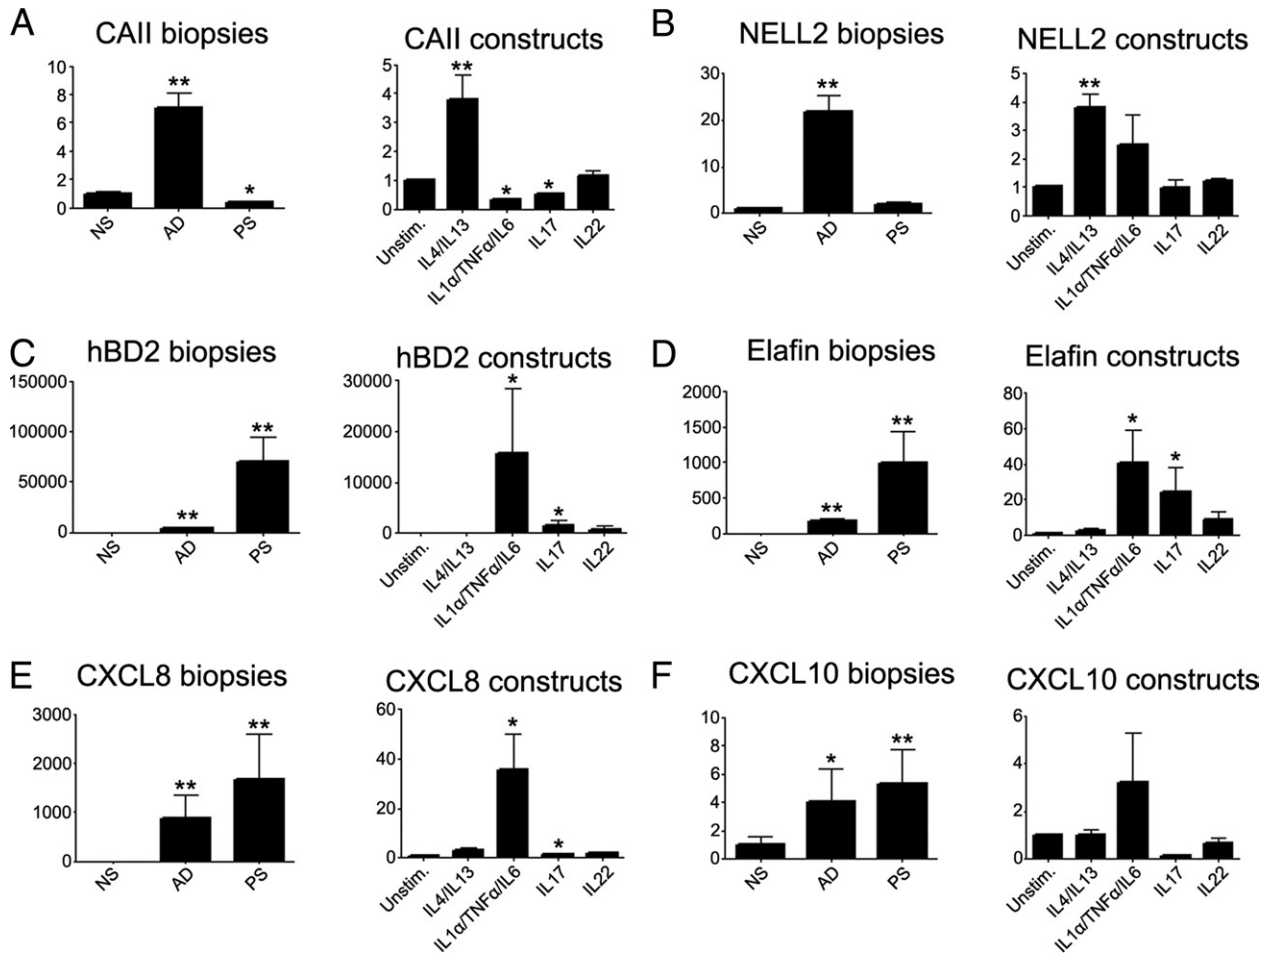 A
CAII biopsies
10
8
6
4
2
0
**
*
NS
AD
PS
CAII constructs
5
4
3
2
1
0
**
*
*
Unstim.
IL4/IL13
IL1α/TNFα/IL6
IL17
IL22
B
NELL2 biopsies
30
20
10
0
**
NS
AD
PS
NELL2 constructs
5
4
3
2
1
0
**
Unstim.
IL4/IL13
IL1α/TNFα/IL6
IL17
IL22
C
hBD2 biopsies
150000
100000
50000
0
**
**
NS
AD
PS
hBD2 constructs
30000
20000
10000
0
*
*
Unstim.
IL4/IL13
IL1α/TNFα/IL6
IL17
IL22
D
Elafin biopsies
2000
1500
1000
500
0
**
**
NS
AD
PS
Elafin constructs
80
60
40
20
0
*
*
Unstim.
IL4/IL13
IL1α/TNFα/IL6
IL17
IL22
E
CXCL8 biopsies
3000
2000
1000
0
**
**
NS
AD
PS
CXCL8 constructs
60
40
20
0
*
*
Unstim.
IL4/IL13
IL1α/TNFα/IL6
IL17
IL22
F
CXCL10 biopsies
10
8
6
4
2
0
*
**
NS
AD
PS
CXCL10 constructs
6
4
2
0
Unstim.
IL4/IL13
IL1α/TNFα/IL6
IL17
IL22